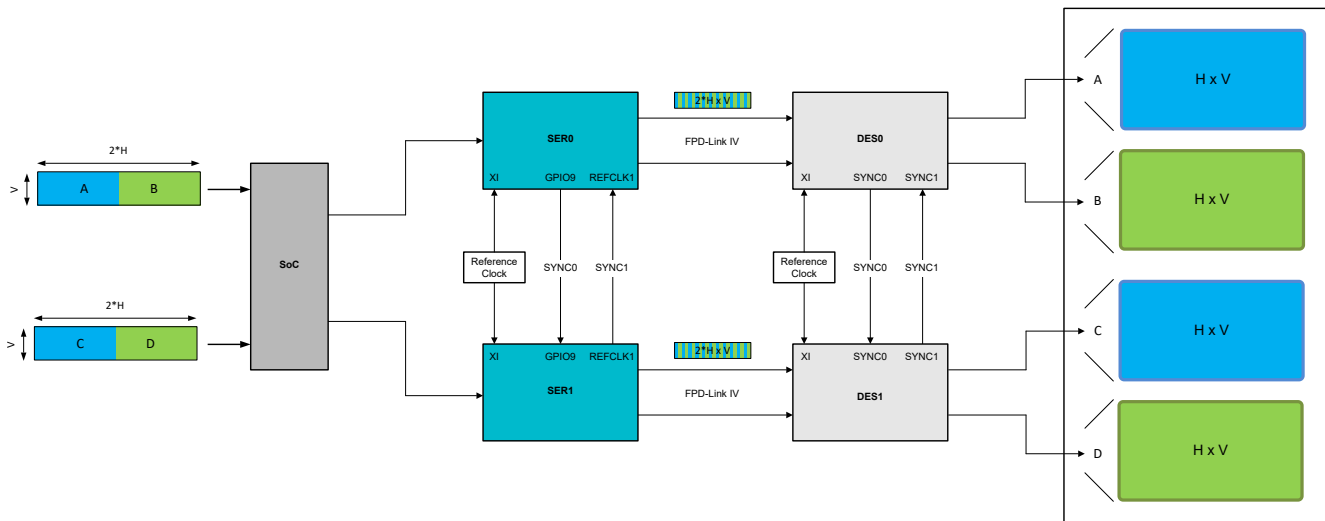 2*H
V
A B
2*H
V
C D
SoC
SER0
XI GPIO9 REFCLK1
Reference
Clock
SYNC0 SYNC1
XI GPIO9 REFCLK1
SER1
2*H x V
FPD-Link IV
2*H x V
FPD-Link IV
DES0
XI SYNC0 SYNC1
Reference
Clock
SYNC0 SYNC1
XI SYNC0 SYNC1
DES1
A
H x V
B
H x V
C
H x V
D
H x V